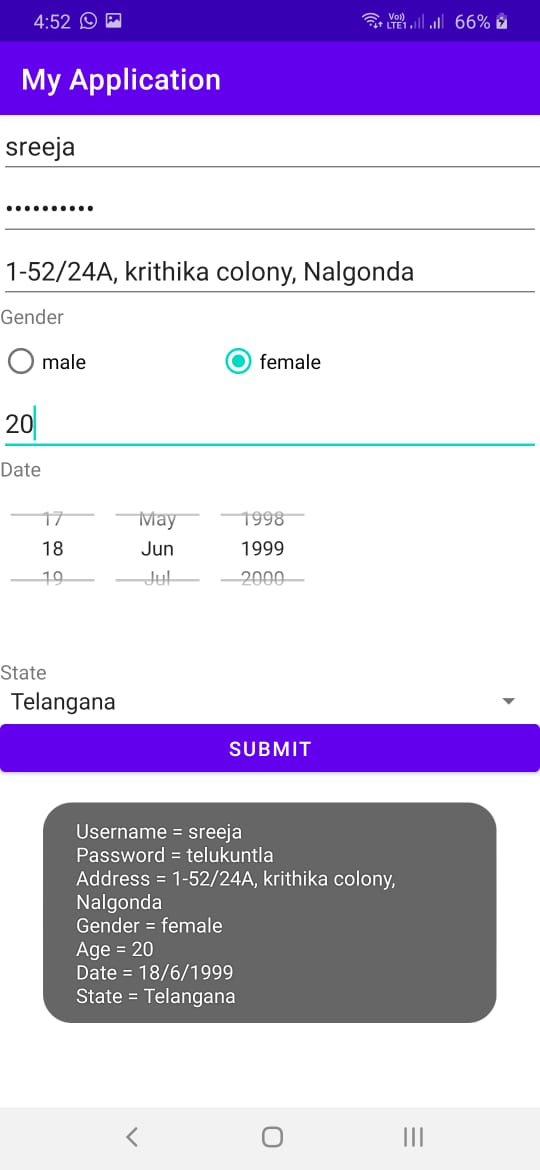 4:52 Vo)) LTE1 66%
My Application
sreeja
••••••••••
1-52/24A, krithika colony, Nalgonda
Gender
male female
20
Date
17 May 1998
18 Jun 1999
19 Jul 2000
State
Telangana
SUBMIT
Username = sreeja
Password = telukuntla
Address = 1-52/24A, krithika colony,
Nalgonda
Gender = female
Age = 20
Date = 18/6/1999
State = Telangana